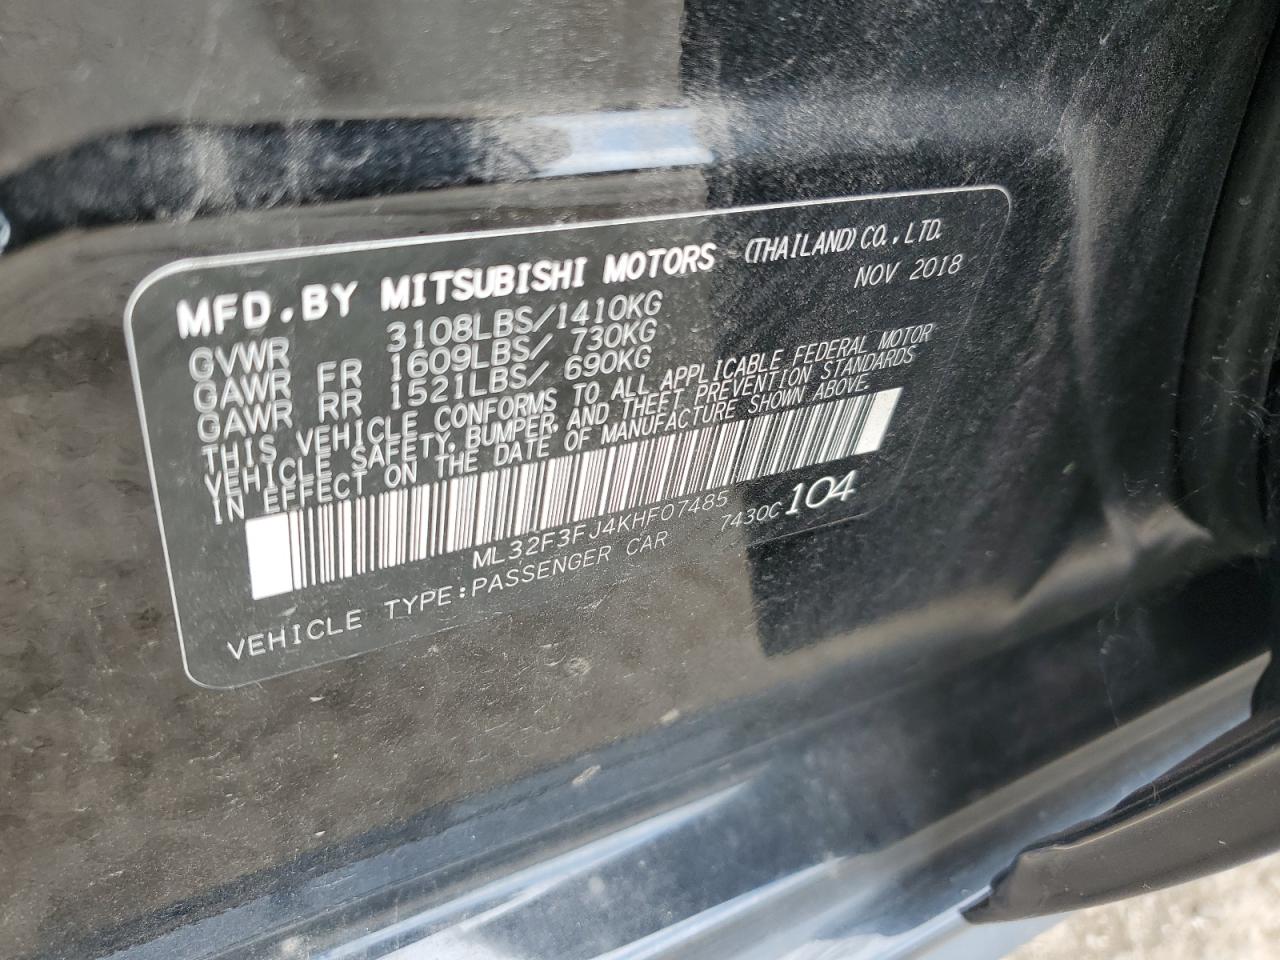 MFD.BY MITSUBISHI MOTORS (THAILAND) CO.,LTD.
NOV 2018
GVWR 3108LBS/1410KG
GAWR FR 1609LBS/ 730KG
GAWR RR 1521LBS/ 690KG
THIS VEHICLE CONFORMS TO ALL APPLICABLE FEDERAL MOTOR
VEHICLE SAFETY, BUMPER, AND THEFT PREVENTION STANDARDS
IN EFFECT ON THE DATE OF MANUFACTURE SHOWN ABOVE.
ML32F3FJ4KHF07485
7430C 104
VEHICLE TYPE:PASSENGER CAR